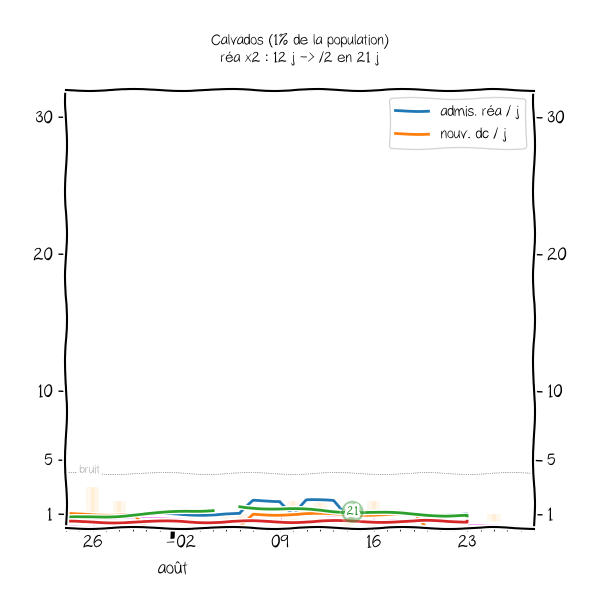 Calvados (1% de la population)
réa x2 : 12 j -> /2 en 21 j
admis. réa / j
nouv. dc / j
30
30
20
20
10
10
5
5
bruit
1
1
21
26
02
09
16
23
août